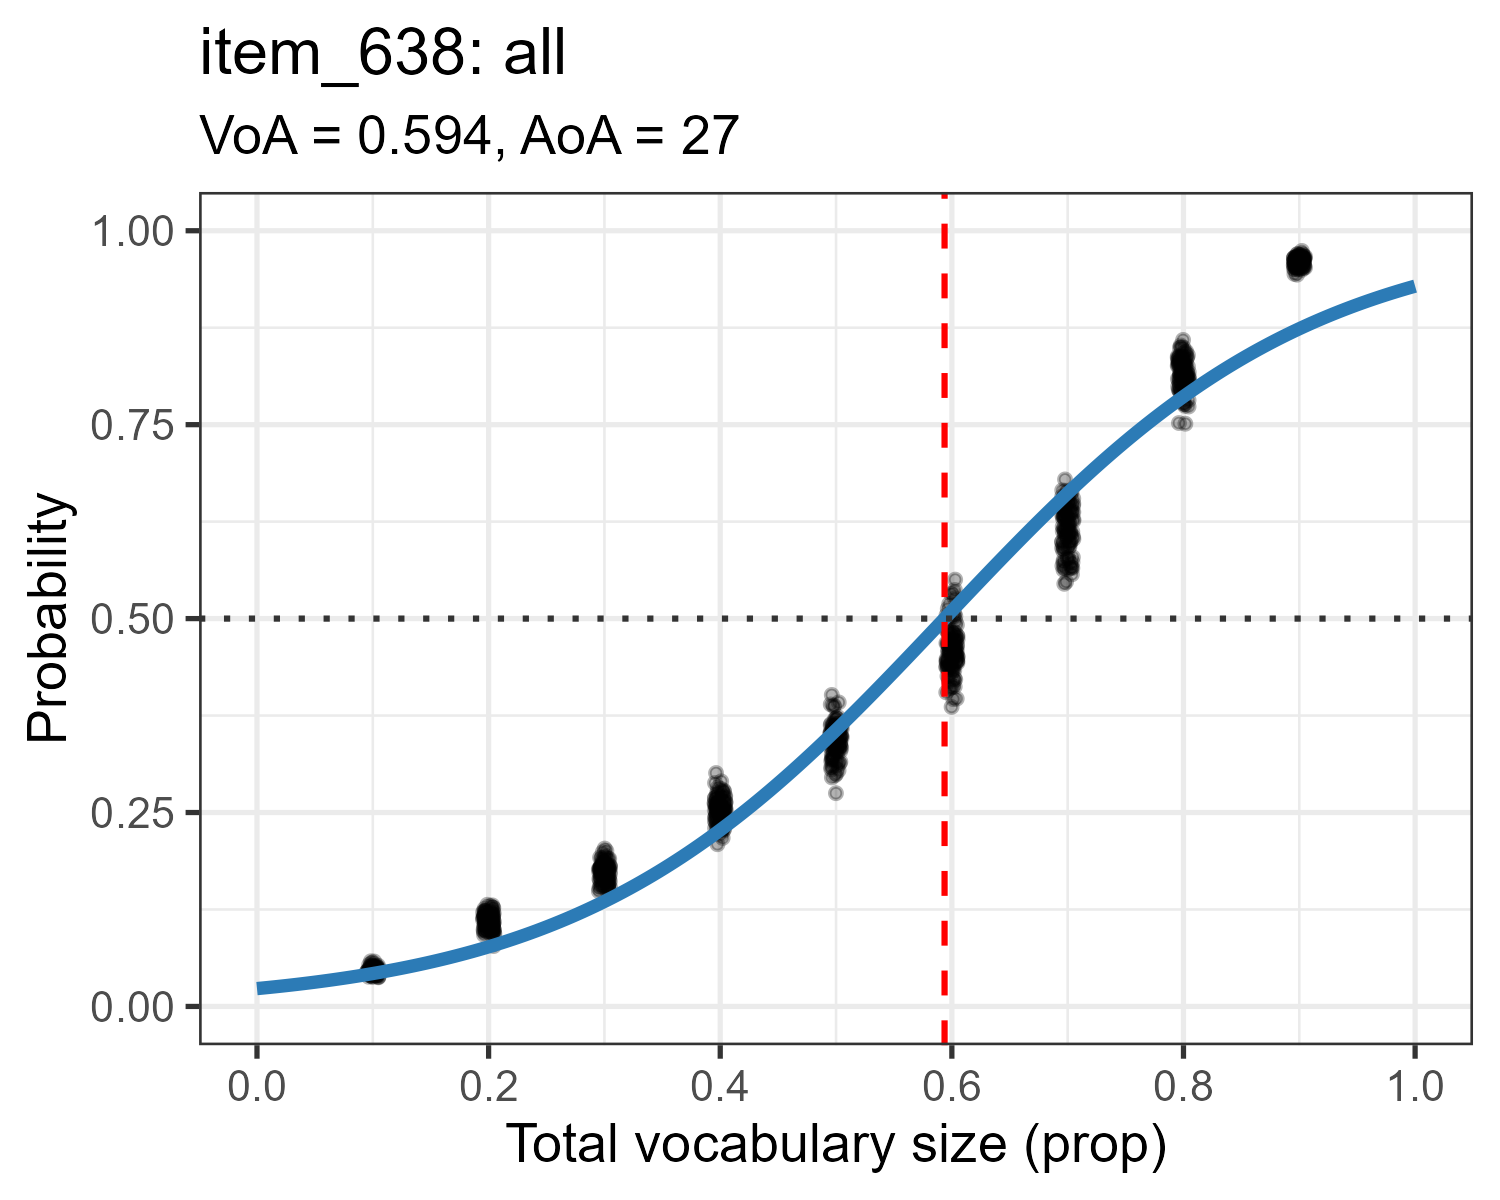 item_638: all
VoA = 0.594, AoA = 27
1.00
0.75
0.50
0.25
0.00
Probability
0.0 0.2 0.4 0.6 0.8 1.0
Total vocabulary size (prop)